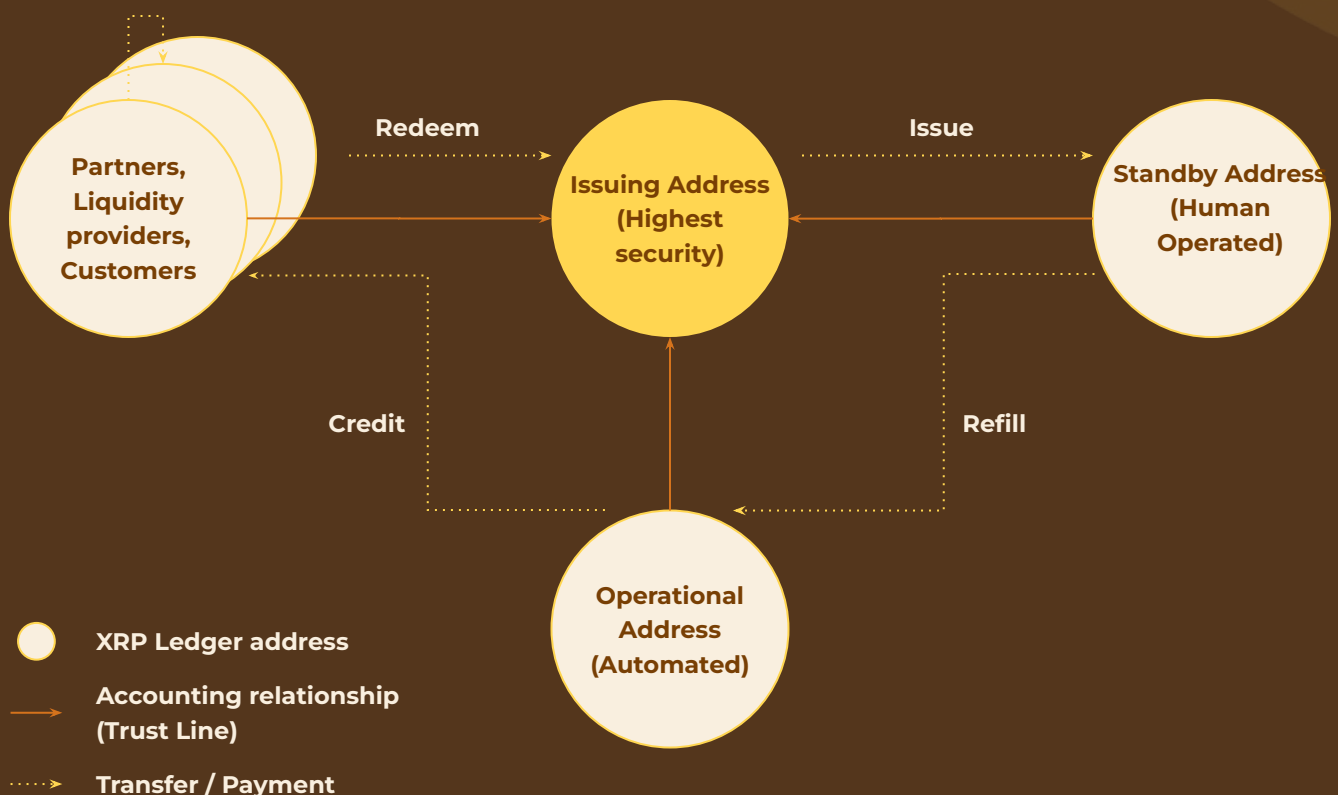 Redeem
Issue
Partners,
Liquidity
providers,
Customers
Issuing Address
(Highest
security)
Standby Address
(Human
Operated)
Credit
Refill
Operational
Address
(Automated)
XRP Ledger address
Accounting relationship
(Trust Line)
Transfer / Payment